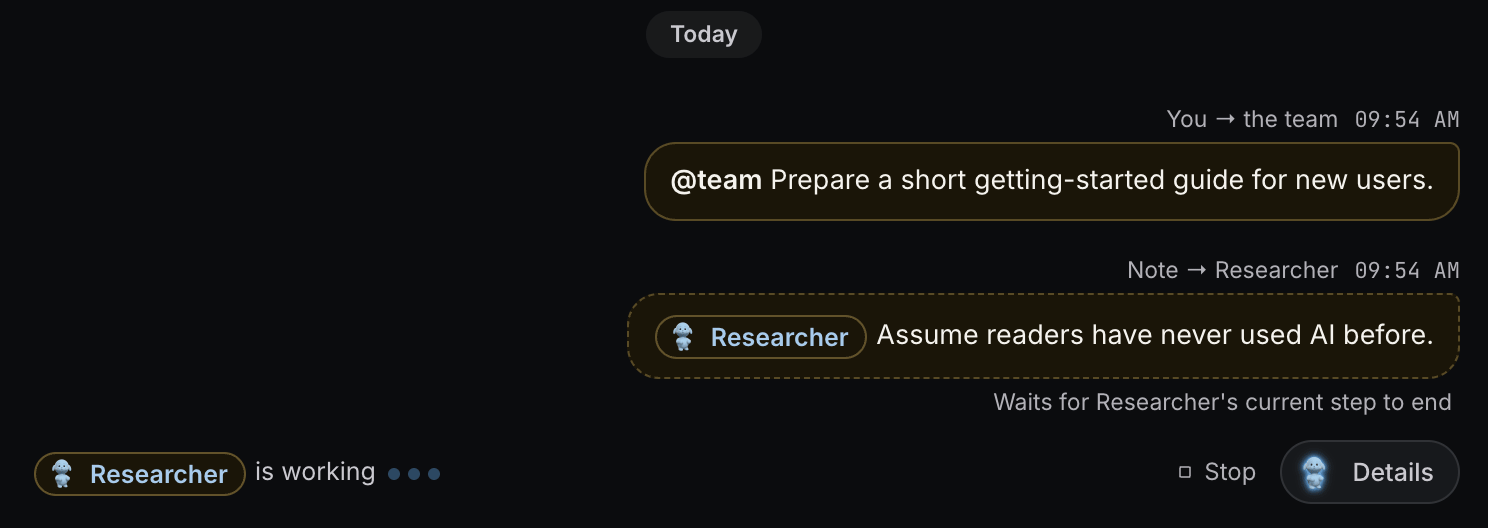 Today
You → the team 09:54 AM
@team Prepare a short getting-started guide for new users.
Note → Researcher 09:54 AM
Researcher Assume readers have never used AI before.
Waits for Researcher's current step to end
Researcher is working Stop Details